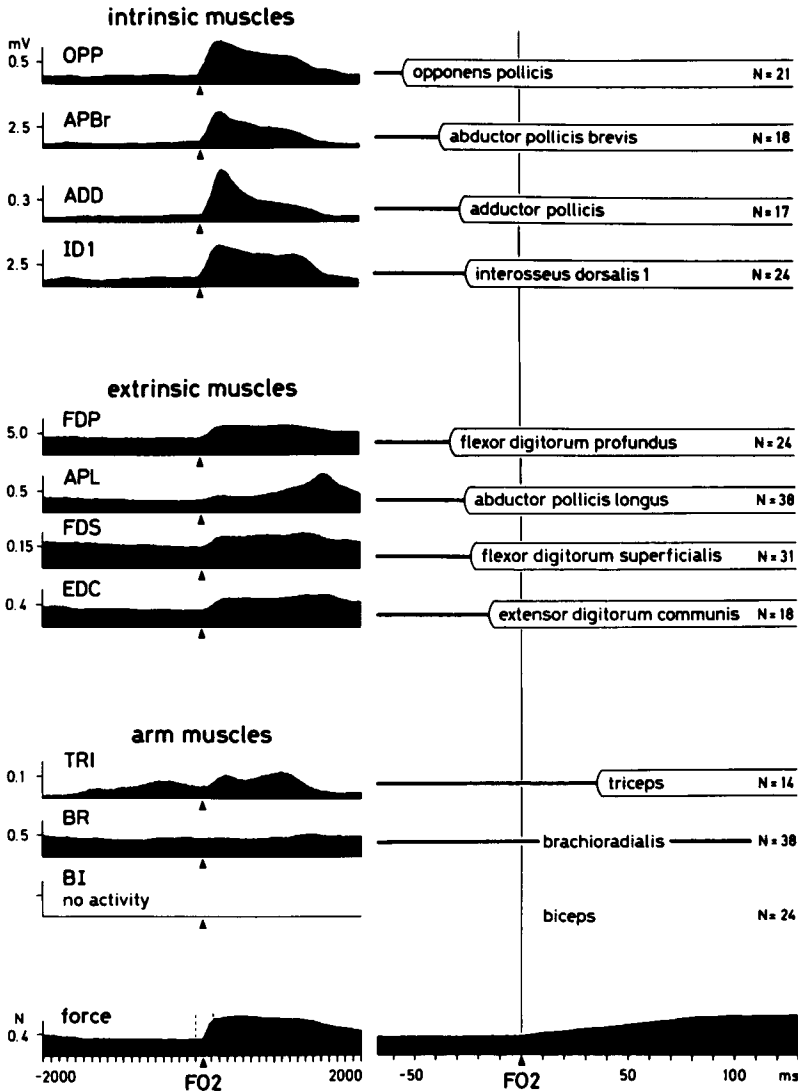 intrinsic muscles
mV
OPP
0.5
opponens pollicis N = 21
APBr
2.5
abductor pollicis brevis N = 18
ADD
0.3
adductor pollicis N = 17
ID1
2.5
interosseus dorsalis 1 N = 24
extrinsic muscles
FDP
5.0
flexor digitorum profundus N = 24
APL
0.5
abductor pollicis longus N = 38
FDS
0.15
flexor digitorum superficialis N = 31
EDC
0.4
extensor digitorum communis N = 18
arm muscles
TRI
0.1
triceps N = 14
BR
0.5
brachioradialis N = 38
BI
no activity
biceps N = 24
N
force
0.4
-2000 FO2 2000
-50 FO2 50 100 ms